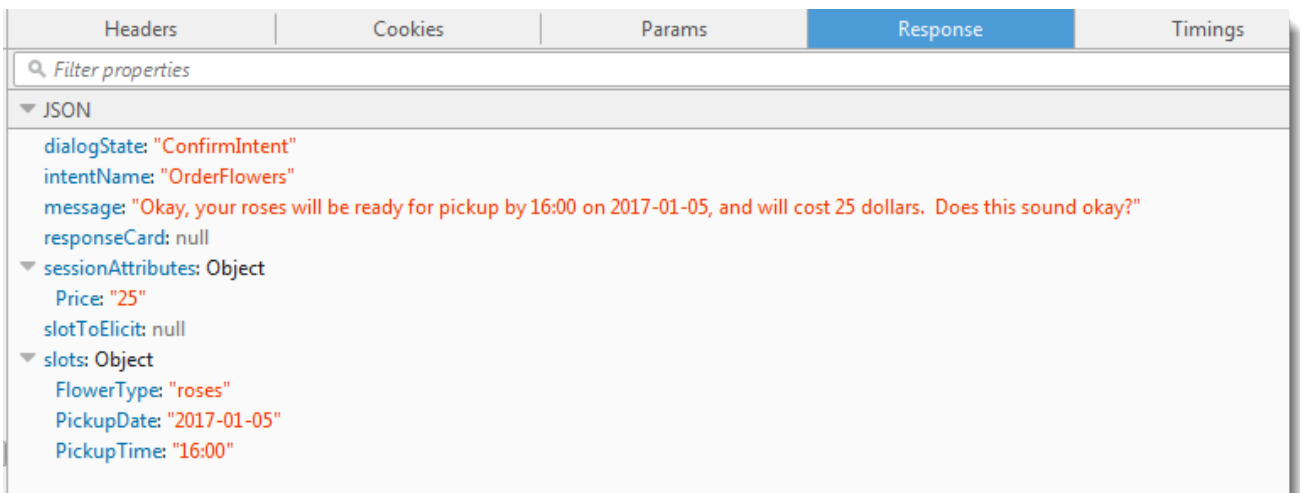 Headers Cookies Params Response Timings
Filter properties
JSON
dialogState: "ConfirmIntent"
intentName: "OrderFlowers"
message: "Okay, your roses will be ready for pickup by 16:00 on 2017-01-05, and will cost 25 dollars.  Does this sound okay?"
responseCard: null
sessionAttributes: Object
Price: "25"
slotToElicit: null
slots: Object
FlowerType: "roses"
PickupDate: "2017-01-05"
PickupTime: "16:00"